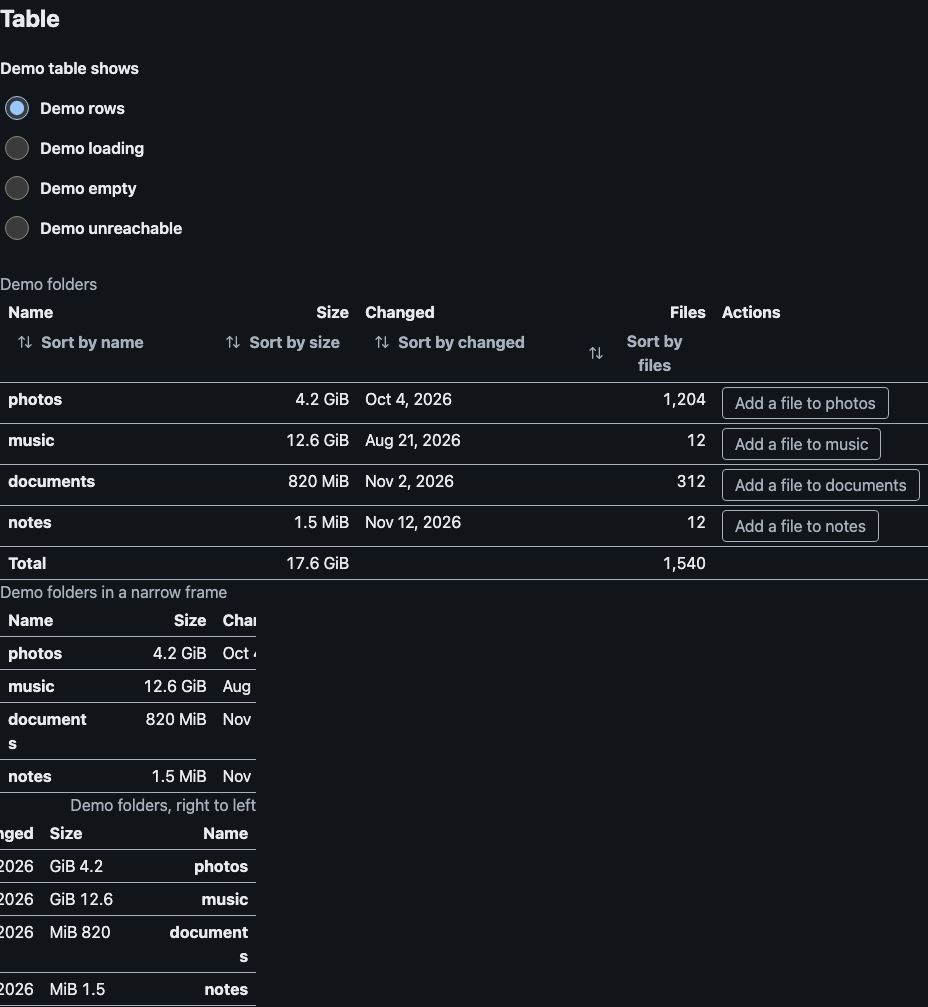 Table
Demo table shows
Demo rows
Demo loading
Demo empty
Demo unreachable
Demo folders
Name Size Changed Files Actions
Sort by name Sort by size Sort by changed Sort by files
photos 4.2 GiB Oct 4, 2026 1,204 Add a file to photos
music 12.6 GiB Aug 21, 2026 12 Add a file to music
documents 820 MiB Nov 2, 2026 312 Add a file to documents
notes 1.5 MiB Nov 12, 2026 12 Add a file to notes
Total 17.6 GiB 1,540
Demo folders in a narrow frame
Name Size
photos 4.2 GiB Oct
music 12.6 GiB Aug
document 820 MiB Nov
s
notes 1.5 MiB Nov
Demo folders, right to left
Size Name
2026 GiB 4.2 photos
2026 GiB 12.6 music
2026 MiB 820 document
s
2026 MiB 1.5 notes